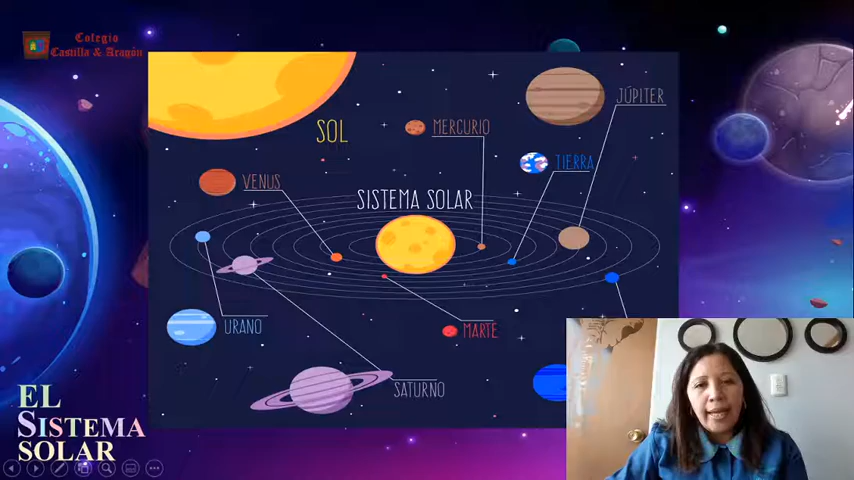 Colegio
Castilla & Aragón
SOL
MERCURIO
JÚPITER
TIERRA
VENUS
SISTEMA SOLAR
URANO
MARTE
SATURNO
EL
SISTEMA
SOLAR